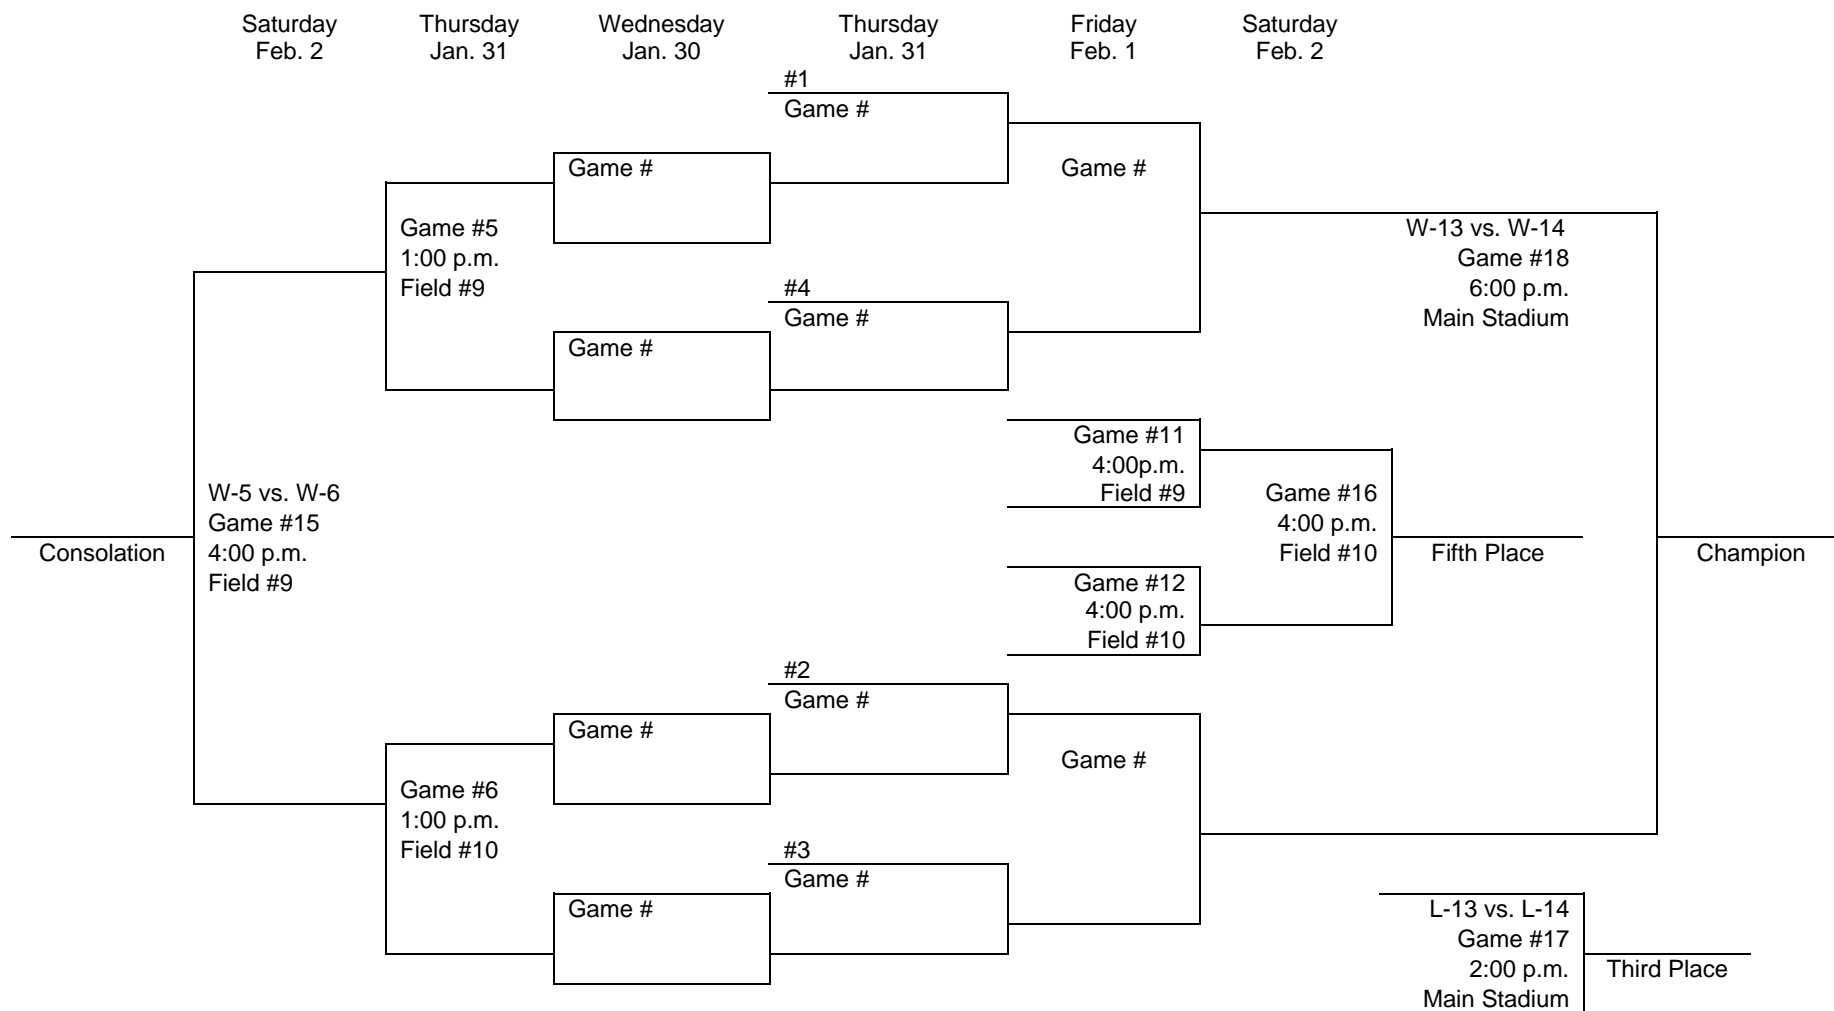 Saturday
Feb. 2
Thursday
Jan. 31
Wednesday
Jan. 30
Thursday
Jan. 31
Friday
Feb. 1
Saturday
Feb. 2
#1
Game #
Game #
Game #
Game #5
1:00 p.m.
Field #9
W-13 vs. W-14
Game #18
6:00 p.m.
Main Stadium
#4
Game #
Game #
Game #11
4:00p.m.
Field #9
W-5 vs. W-6
Game #15
4:00 p.m.
Field #9
Game #16
4:00 p.m.
Field #10
Consolation
Fifth Place
Champion
Game #12
4:00 p.m.
Field #10
#2
Game #
Game #
Game #
Game #6
1:00 p.m.
Field #10
#3
Game #
Game #
L-13 vs. L-14
Game #17
2:00 p.m.
Main Stadium
Third Place